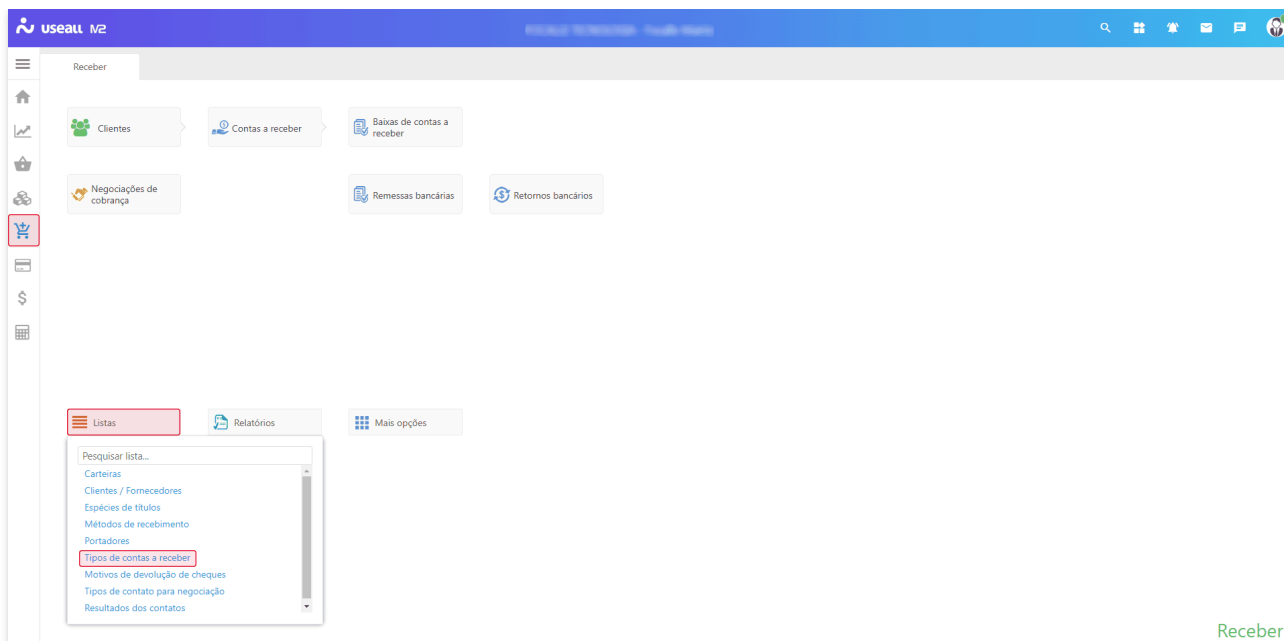 useall M2
Receber
Clientes
Contas a receber
Baixas de contas a
receber
Negociações de
cobrança
Remessas bancárias
Retornos bancários
Listas
Relatórios
Mais opções
Pesquisar lista...
Carteiras
Clientes / Fornecedores
Espécies de títulos
Métodos de recebimento
Portadores
Tipos de contas a receber
Motivos de devolução de cheques
Tipos de contato para negociação
Resultados dos contatos
Receber